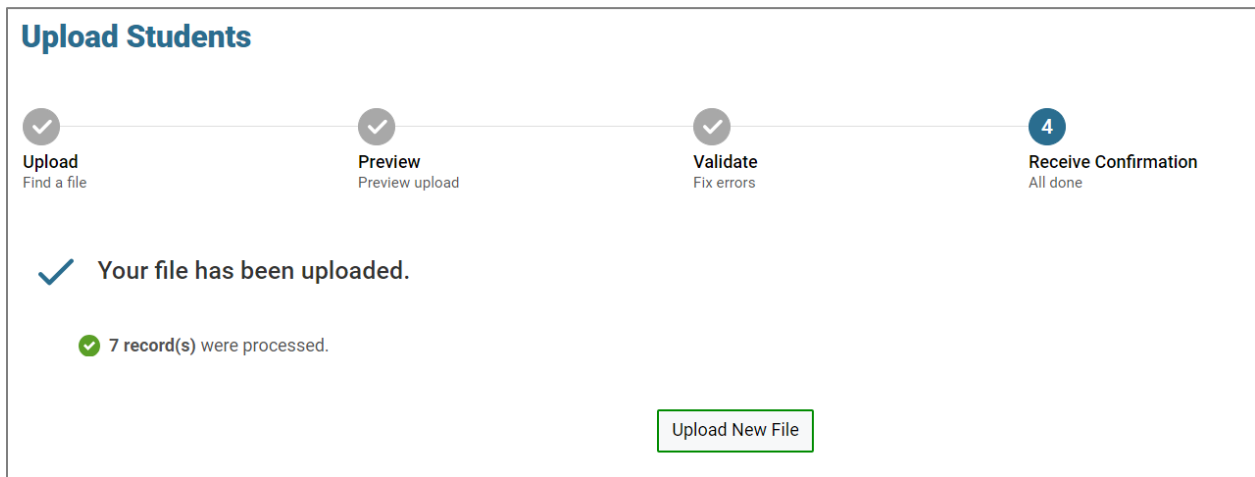 Upload Students
4
Upload
Preview
Validate
Receive Confirmation
Find a file
Preview upload
Fix errors
All done
Your file has been uploaded.
7 record(s) were processed.
Upload New File